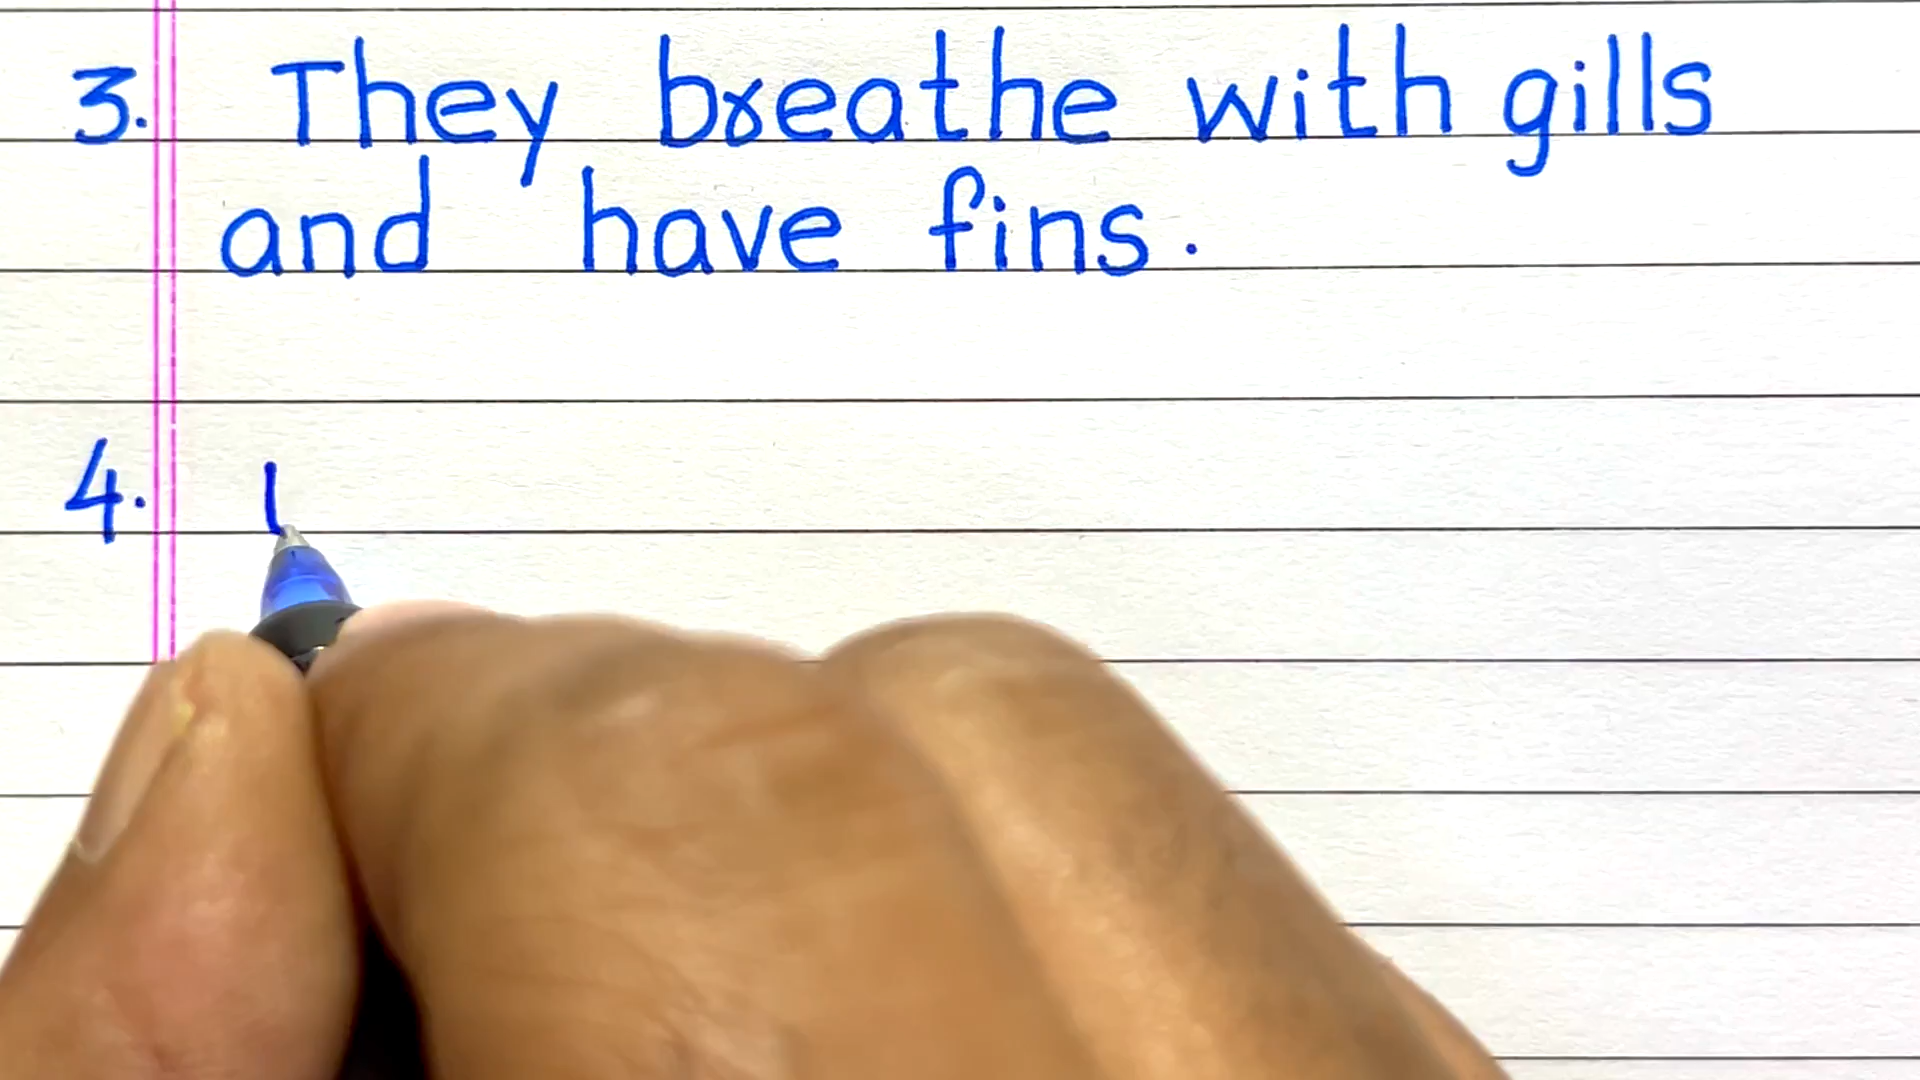 3. They breathe with gills
and have fins.
4.